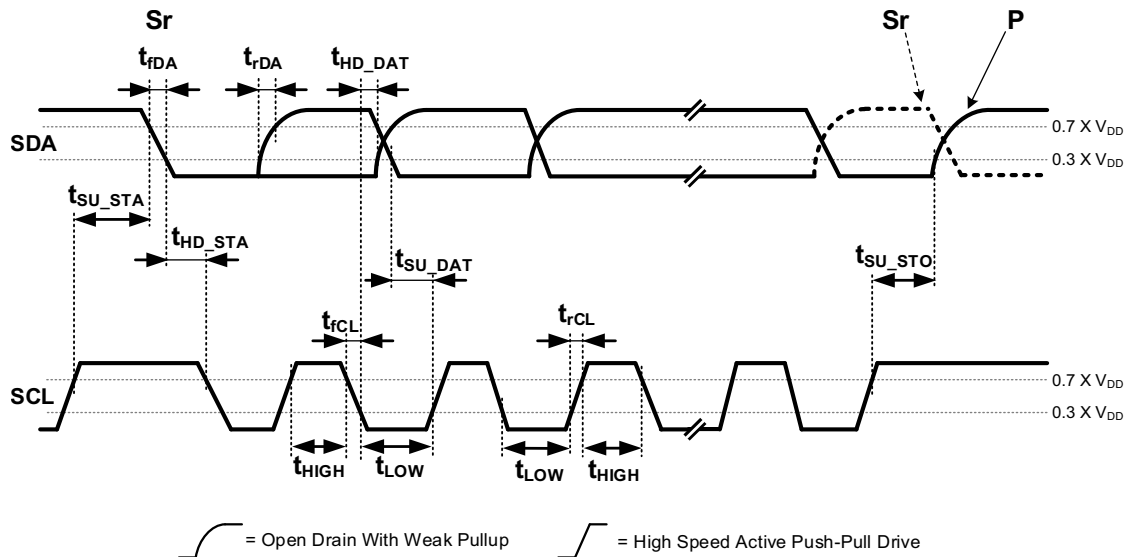 Sr Sr P
tfDA trDA tHD_DAT
0.7 X VDD
SDA
0.3 X VDD
tSU_STA
tHD_STA
tSU_DAT tSU_STO
tfCL trCL
0.7 X VDD
SCL
0.3 X VDD
tHIGH tLOW tLOW tHIGH
= Open Drain With Weak Pullup = High Speed Active Push-Pull Drive